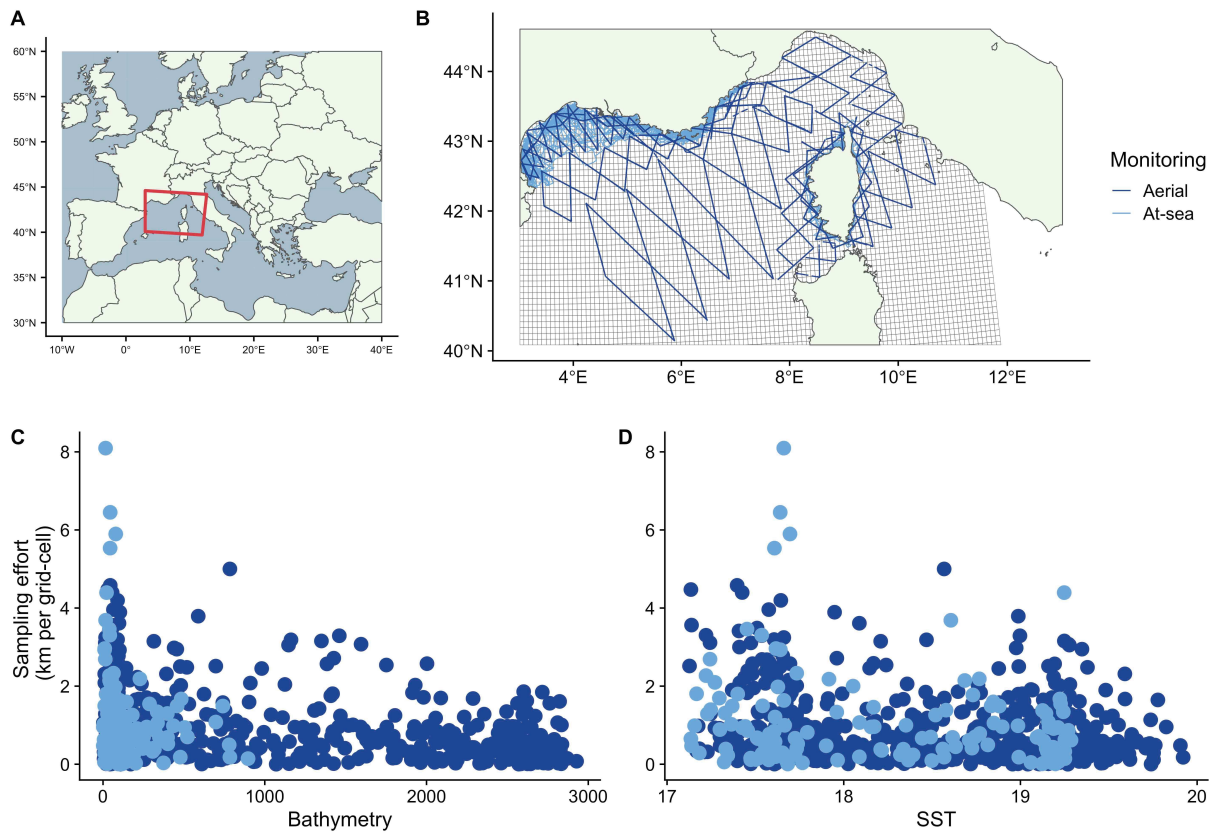 A
60°N
55°N
50°N
45°N
40°N
35°N
30°N
10°W 0° 10°E 20°E 30°E 40°E
B
44°N
43°N
42°N
41°N
40°N
4°E 6°E 8°E 10°E 12°E
Monitoring
Aerial
At-sea
C
Sampling effort
(km per grid-cell)
8
6
4
2
0
0 1000 2000 3000
Bathymetry
D
8
6
4
2
0
17 18 19 20
SST